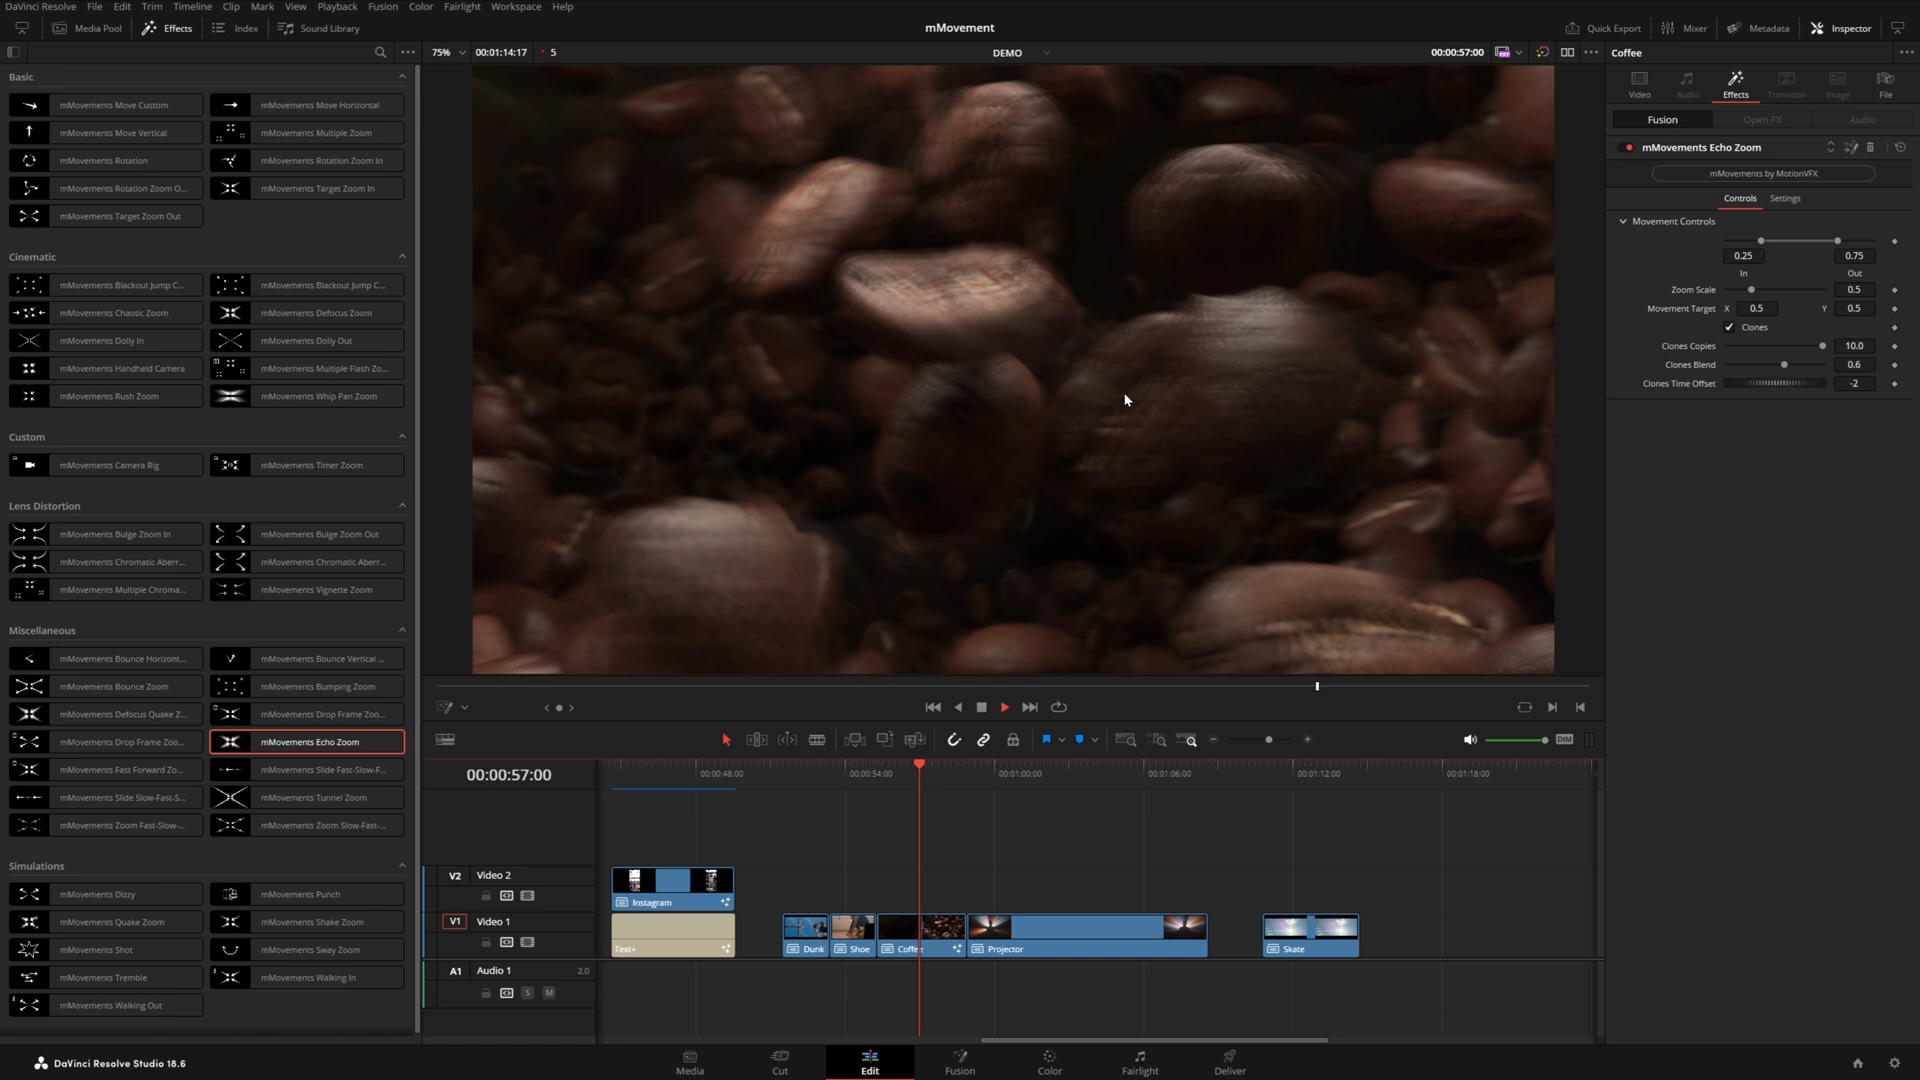 DaVinci Resolve File Edit Trim Timeline Clip Mark View Playback Fusion Color Fairlight Workspace Help
Media Pool Effects Index Sound Library
mMovement
Quick Export Mixer Metadata Inspector
75% 00:01:14:17 5 DEMO 00:00:57:00
Coffee
Video Audio Effects Transition Image File
Fusion Open FX Audio
mMovements Echo Zoom
mMovements by MotionVFX
Controls Settings
Movement Controls
0.25 0.75
In Out
Zoom Scale 0.5
Movement Target X 0.5 Y 0.5
Clones
Clones Copies 10.0
Clones Blend 0.6
Clones Time Offset -2
Basic
mMovements Move Custom mMovements Move Horizontal
mMovements Move Vertical mMovements Multiple Zoom
mMovements Rotation mMovements Rotation Zoom In
mMovements Rotation Zoom O... mMovements Target Zoom In
mMovements Target Zoom Out
Cinematic
mMovements Blackout Jump C... mMovements Blackout Jump C...
mMovements Chaotic Zoom mMovements Defocus Zoom
mMovements Dolly In mMovements Dolly Out
mMovements Handheld Camera mMovements Multiple Flash Zo...
mMovements Rush Zoom mMovements Whip Pan Zoom
Custom
mMovements Camera Rig mMovements Timer Zoom
Lens Distortion
mMovements Bulge Zoom In mMovements Bulge Zoom Out
mMovements Chromatic Aberr... mMovements Chromatic Aberr...
mMovements Multiple Chroma... mMovements Vignette Zoom
Miscellaneous
mMovements Bounce Horizont... mMovements Bounce Vertical ...
mMovements Bounce Zoom mMovements Bumping Zoom
mMovements Defocus Quake Z... mMovements Drop Frame Zoo...
mMovements Drop Frame Zoo... mMovements Echo Zoom
mMovements Fast Forward Zo... mMovements Slide Fast-Slow-F...
mMovements Slide Slow-Fast-S... mMovements Tunnel Zoom
mMovements Zoom Fast-Slow-... mMovements Zoom Slow-Fast-...
Simulations
mMovements Dizzy mMovements Punch
mMovements Quake Zoom mMovements Shake Zoom
mMovements Shot mMovements Sway Zoom
mMovements Tremble mMovements Walking In
mMovements Walking Out
DIM
00:00:57:00
00:00:48:00 00:00:54:00 00:01:00:00 00:01:06:00 00:01:12:00 00:01:18:00
V2 Video 2
Instagram
V1 Video 1
Text+ Dunk Shoe Coffe Projector Skate
A1 Audio 1 2.0
S M
DaVinci Resolve Studio 18.6
Media Cut Edit Fusion Color Fairlight Deliver